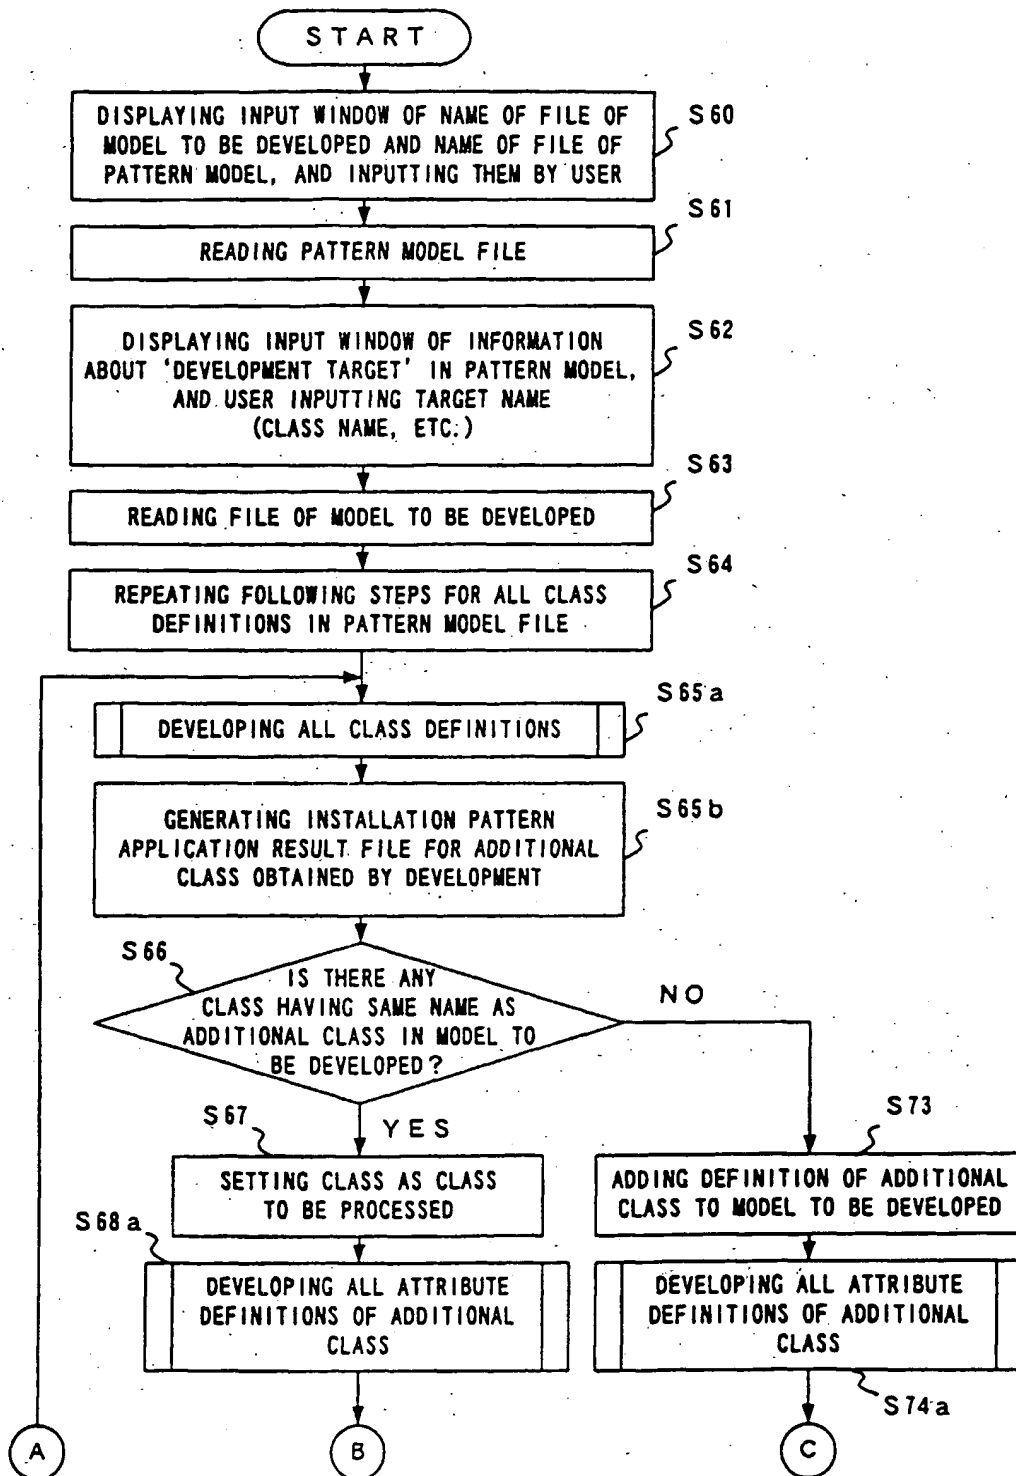 START
DISPLAYING INPUT WINDOW OF NAME OF FILE OF
MODEL TO BE DEVELOPED AND NAME OF FILE OF
PATTERN MODEL, AND INPUTTING THEM BY USER
S60
S61
READING PATTERN MODEL FILE
S62
DISPLAYING INPUT WINDOW OF INFORMATION
ABOUT 'DEVELOPMENT TARGET' IN PATTERN MODEL,
AND USER INPUTTING TARGET NAME
(CLASS NAME, ETC.)
S63
READING FILE OF MODEL TO BE DEVELOPED
S64
REPEATING FOLLOWING STEPS FOR ALL CLASS
DEFINITIONS IN PATTERN MODEL FILE
S65a
DEVELOPING ALL CLASS DEFINITIONS
S65b
GENERATING INSTALLATION PATTERN
APPLICATION RESULT FILE FOR ADDITIONAL
CLASS OBTAINED BY DEVELOPMENT
S66
IS THERE ANY
CLASS HAVING SAME NAME AS
ADDITIONAL CLASS IN MODEL TO
BE DEVELOPED?
NO
YES
S67
SETTING CLASS AS CLASS
TO BE PROCESSED
S73
ADDING DEFINITION OF ADDITIONAL
CLASS TO MODEL TO BE DEVELOPED
S68a
DEVELOPING ALL ATTRIBUTE
DEFINITIONS OF ADDITIONAL
CLASS
DEVELOPING ALL ATTRIBUTE
DEFINITIONS OF ADDITIONAL
CLASS
S74a
A
B
C